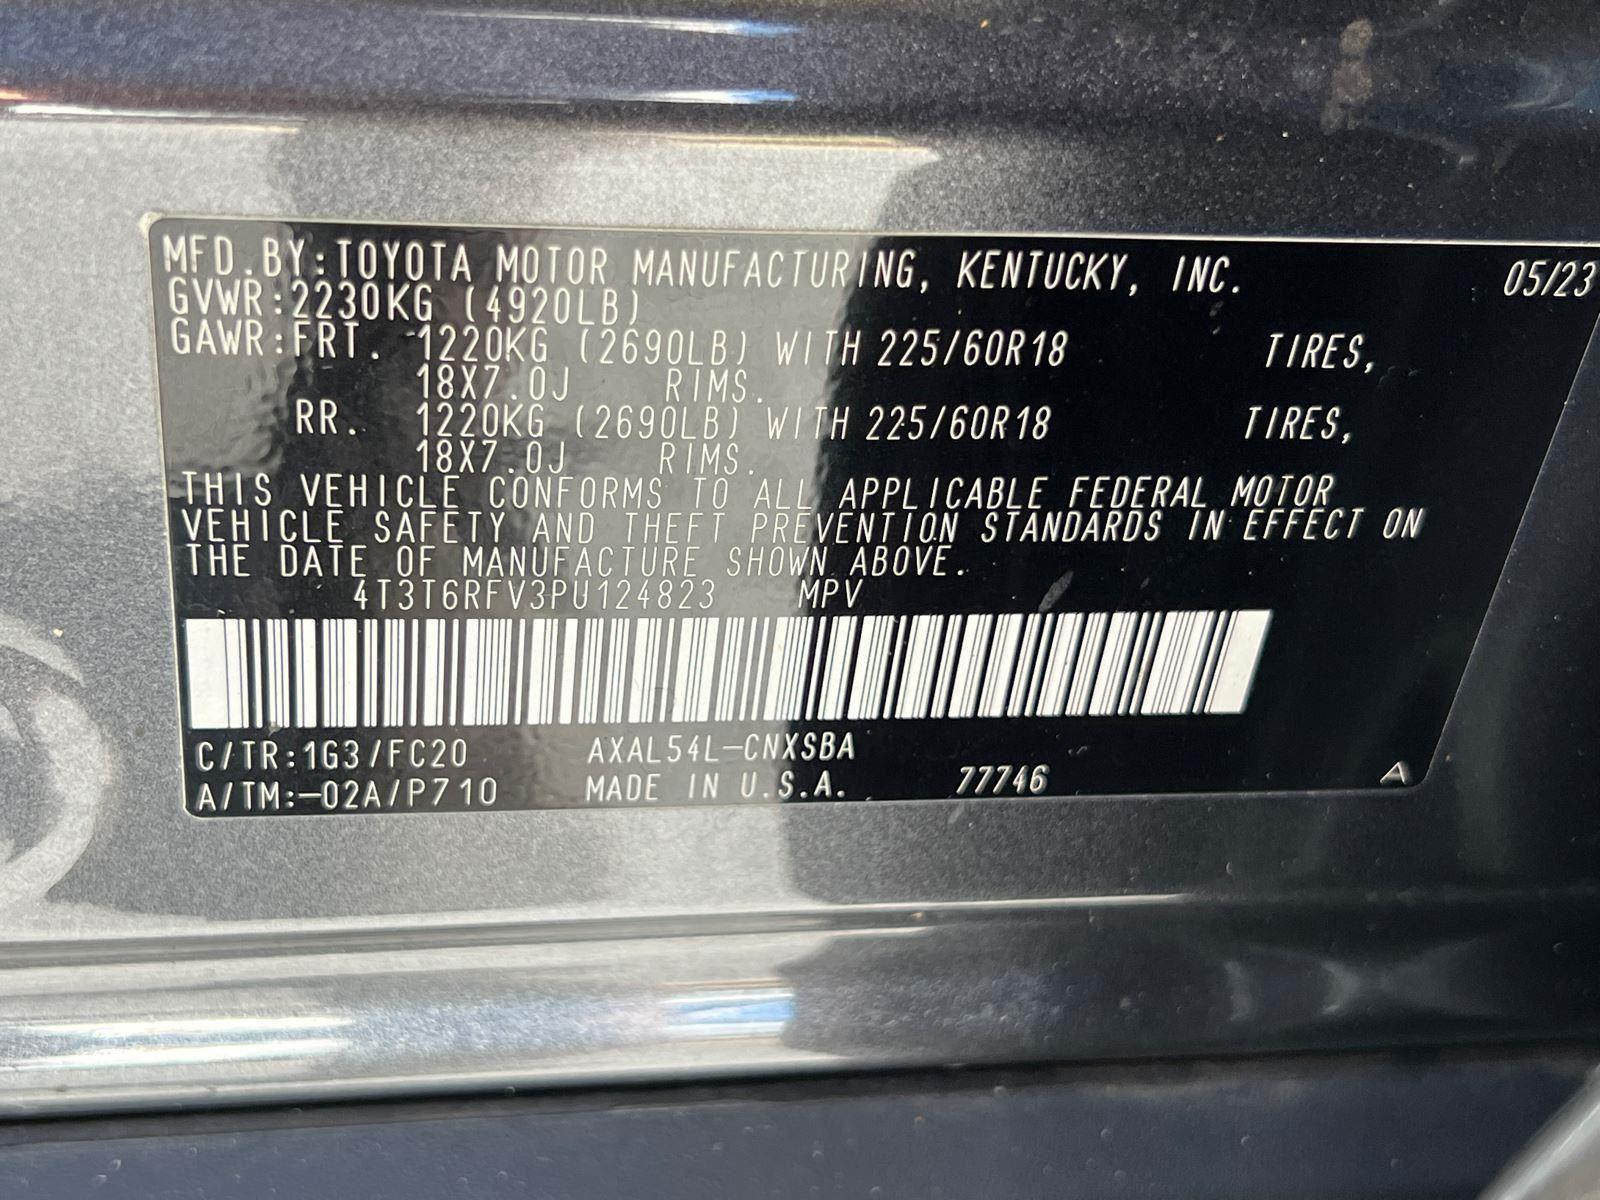 MFD.BY:TOYOTA MOTOR MANUFACTURING, KENTUCKY, INC. 05/23
GVWR:2230KG (4920LB)
GAWR:FRT. 1220KG (2690LB) WITH 225/60R18 TIRES,
18X7.0J RIMS.
RR. 1220KG (2690LB) WITH 225/60R18 TIRES,
18X7.0J RIMS.
THIS VEHICLE CONFORMS TO ALL APPLICABLE FEDERAL MOTOR
VEHICLE SAFETY AND THEFT PREVENTION STANDARDS IN EFFECT ON
THE DATE OF MANUFACTURE SHOWN ABOVE.
4T3T6RFV3PU124823 MPV
C/TR:1G3/FC20 AXAL54L-CNXSBA
A/TM:-02A/P710 MADE IN U.S.A. 77746 A